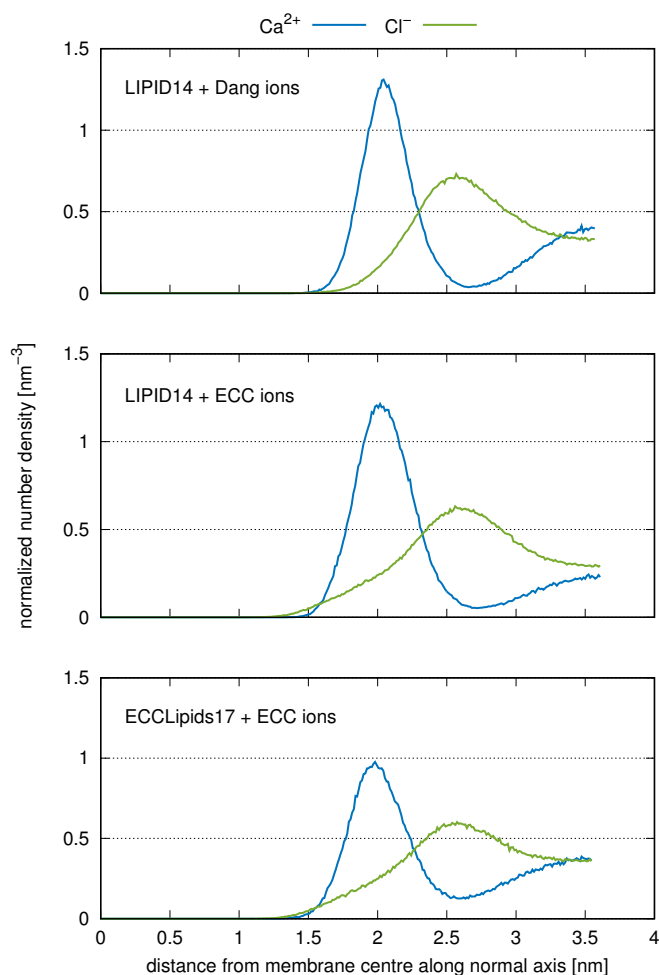 Ca²⁺ Cl⁻
1.5
LIPID14 + Dang ions
1
0.5
0
1.5
LIPID14 + ECC ions
1
0.5
0
normalized number density [nm⁻³]
1.5
ECCLipids17 + ECC ions
1
0.5
0
0 0.5 1 1.5 2 2.5 3 3.5 4
distance from membrane centre along normal axis [nm]